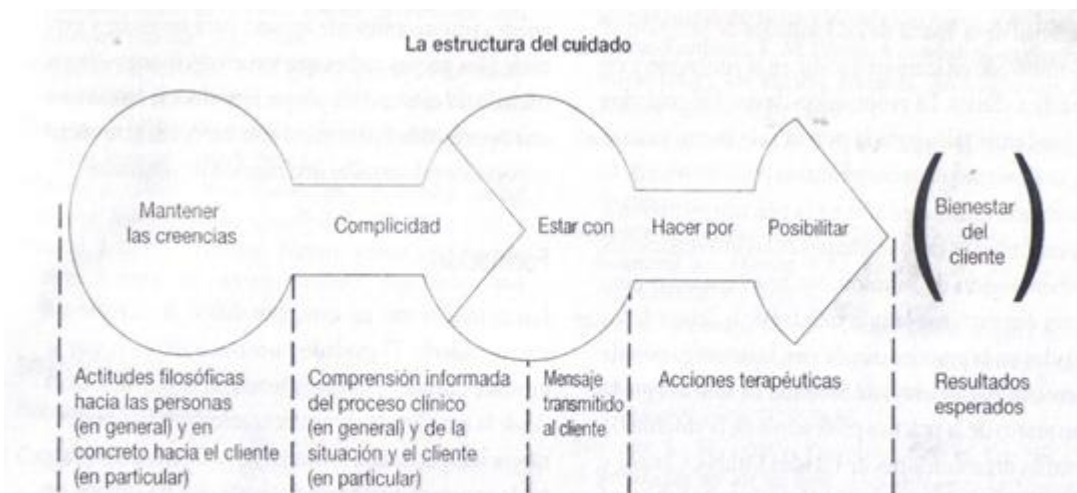 La estructura del cuidado
Mantener
las creencias
Complicidad
Estar con
Hacer por
Posibilitar
Bienestar
del
cliente
Actitudes filosóficas
hacia las personas
(en general) y en
concreto hacia el cliente
(en particular)
Comprensión informada
del proceso clínico
(en general) y de la
situación y el cliente
(en particular)
Mensaje
transmitido
al cliente
Acciones terapéuticas
Resultados
esperados